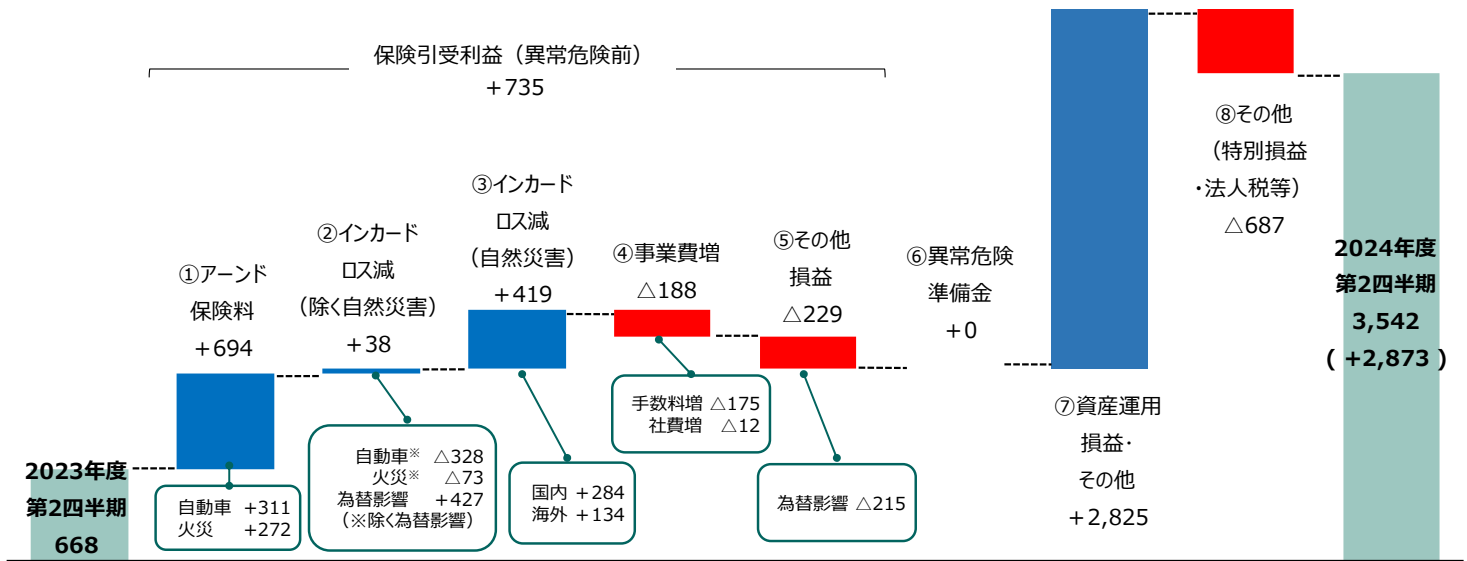 保険引受利益（異常危険前）
+735
2023年度
第2四半期
668
①アーンド
保険料
+694
自動車 +311
火災 +272
②インカード
ロス減
（除く自然災害）
+38
自動車※ △328
火災※ △73
為替影響 +427
（※除く為替影響）
③インカード
ロス減
（自然災害）
+419
国内 +284
海外 +134
④事業費増
△188
手数料増 △175
社費増 △12
⑤その他
損益
△229
為替影響 △215
⑥異常危険
準備金
+0
⑦資産運用
損益・
その他
+2,825
⑧その他
（特別損益
・法人税等）
△687
2024年度
第2四半期
3,542
( +2,873 )